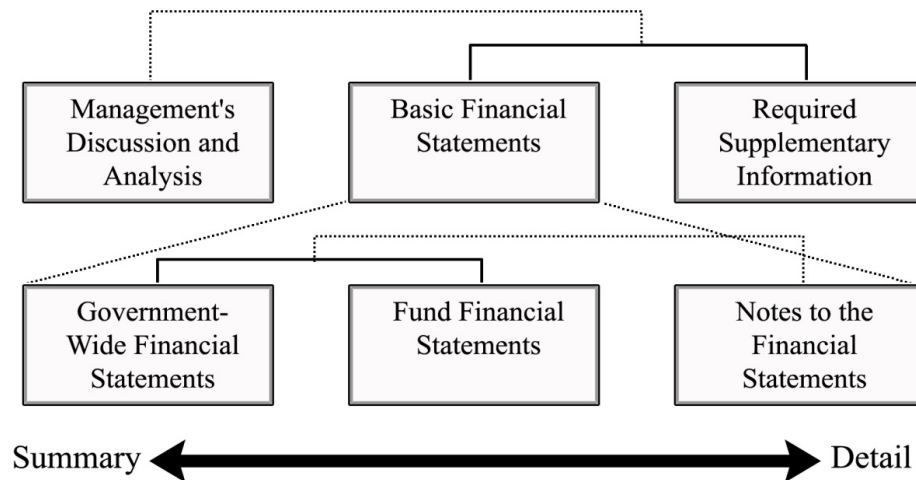 Management's
Discussion and
Analysis
Basic Financial
Statements
Required
Supplementary
Information
Government-
Wide Financial
Statements
Fund Financial
Statements
Notes to the
Financial
Statements
Summary
Detail